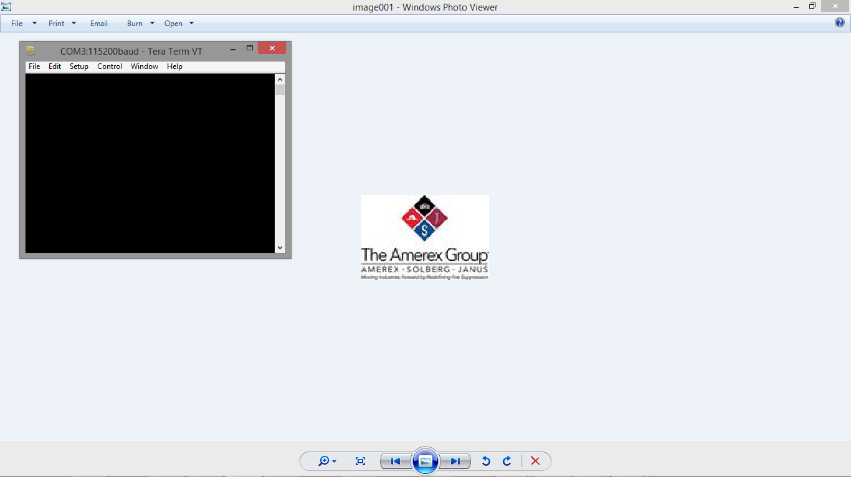 image001 - Windows Photo Viewer
File Print Email Burn Open
COM3:115200baud - Tera Term VT
File Edit Setup Control Window Help
S
The Amerex Group
AMEREX · SOLBERG · JANUS
Moving Industries Forward by Redefining Fire Suppression